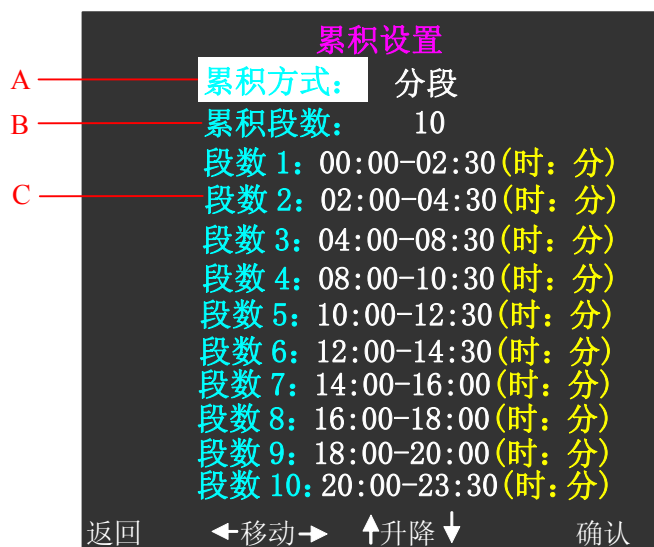 累积设置
A 累积方式： 分段
B 累积段数： 10
段数 1：00:00-02:30(时：分)
C 段数 2：02:00-04:30(时：分)
段数 3：04:00-08:30(时：分)
段数 4：08:00-10:30(时：分)
段数 5：10:00-12:30(时：分)
段数 6：12:00-14:30(时：分)
段数 7：14:00-16:00(时：分)
段数 8：16:00-18:00(时：分)
段数 9：18:00-20:00(时：分)
段数 10：20:00-23:30(时：分)
返回 ←移动→ ↑升降↓ 确认